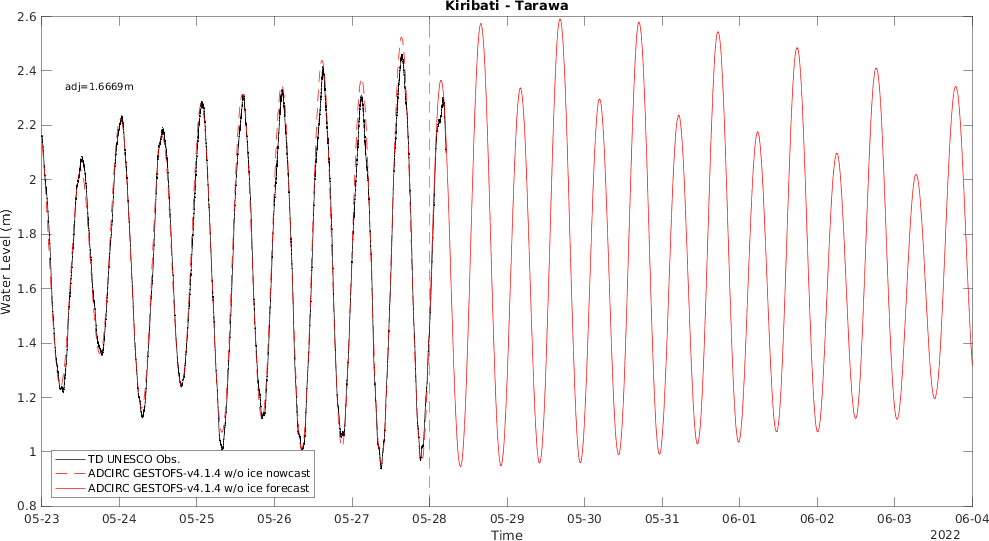 Kiribati - Tarawa
2.6
2.4
adj=1.6669m
2.2
2
1.8
Water Level (m)
1.6
1.4
1.2
1
0.8
TD UNESCO Obs.
ADCIRC GESTOFS-v4.1.4 w/o ice nowcast
ADCIRC GESTOFS-v4.1.4 w/o ice forecast
05-23 05-24 05-25 05-26 05-27 05-28 05-29 05-30 05-31 06-01 06-02 06-03 06-04
Time
2022